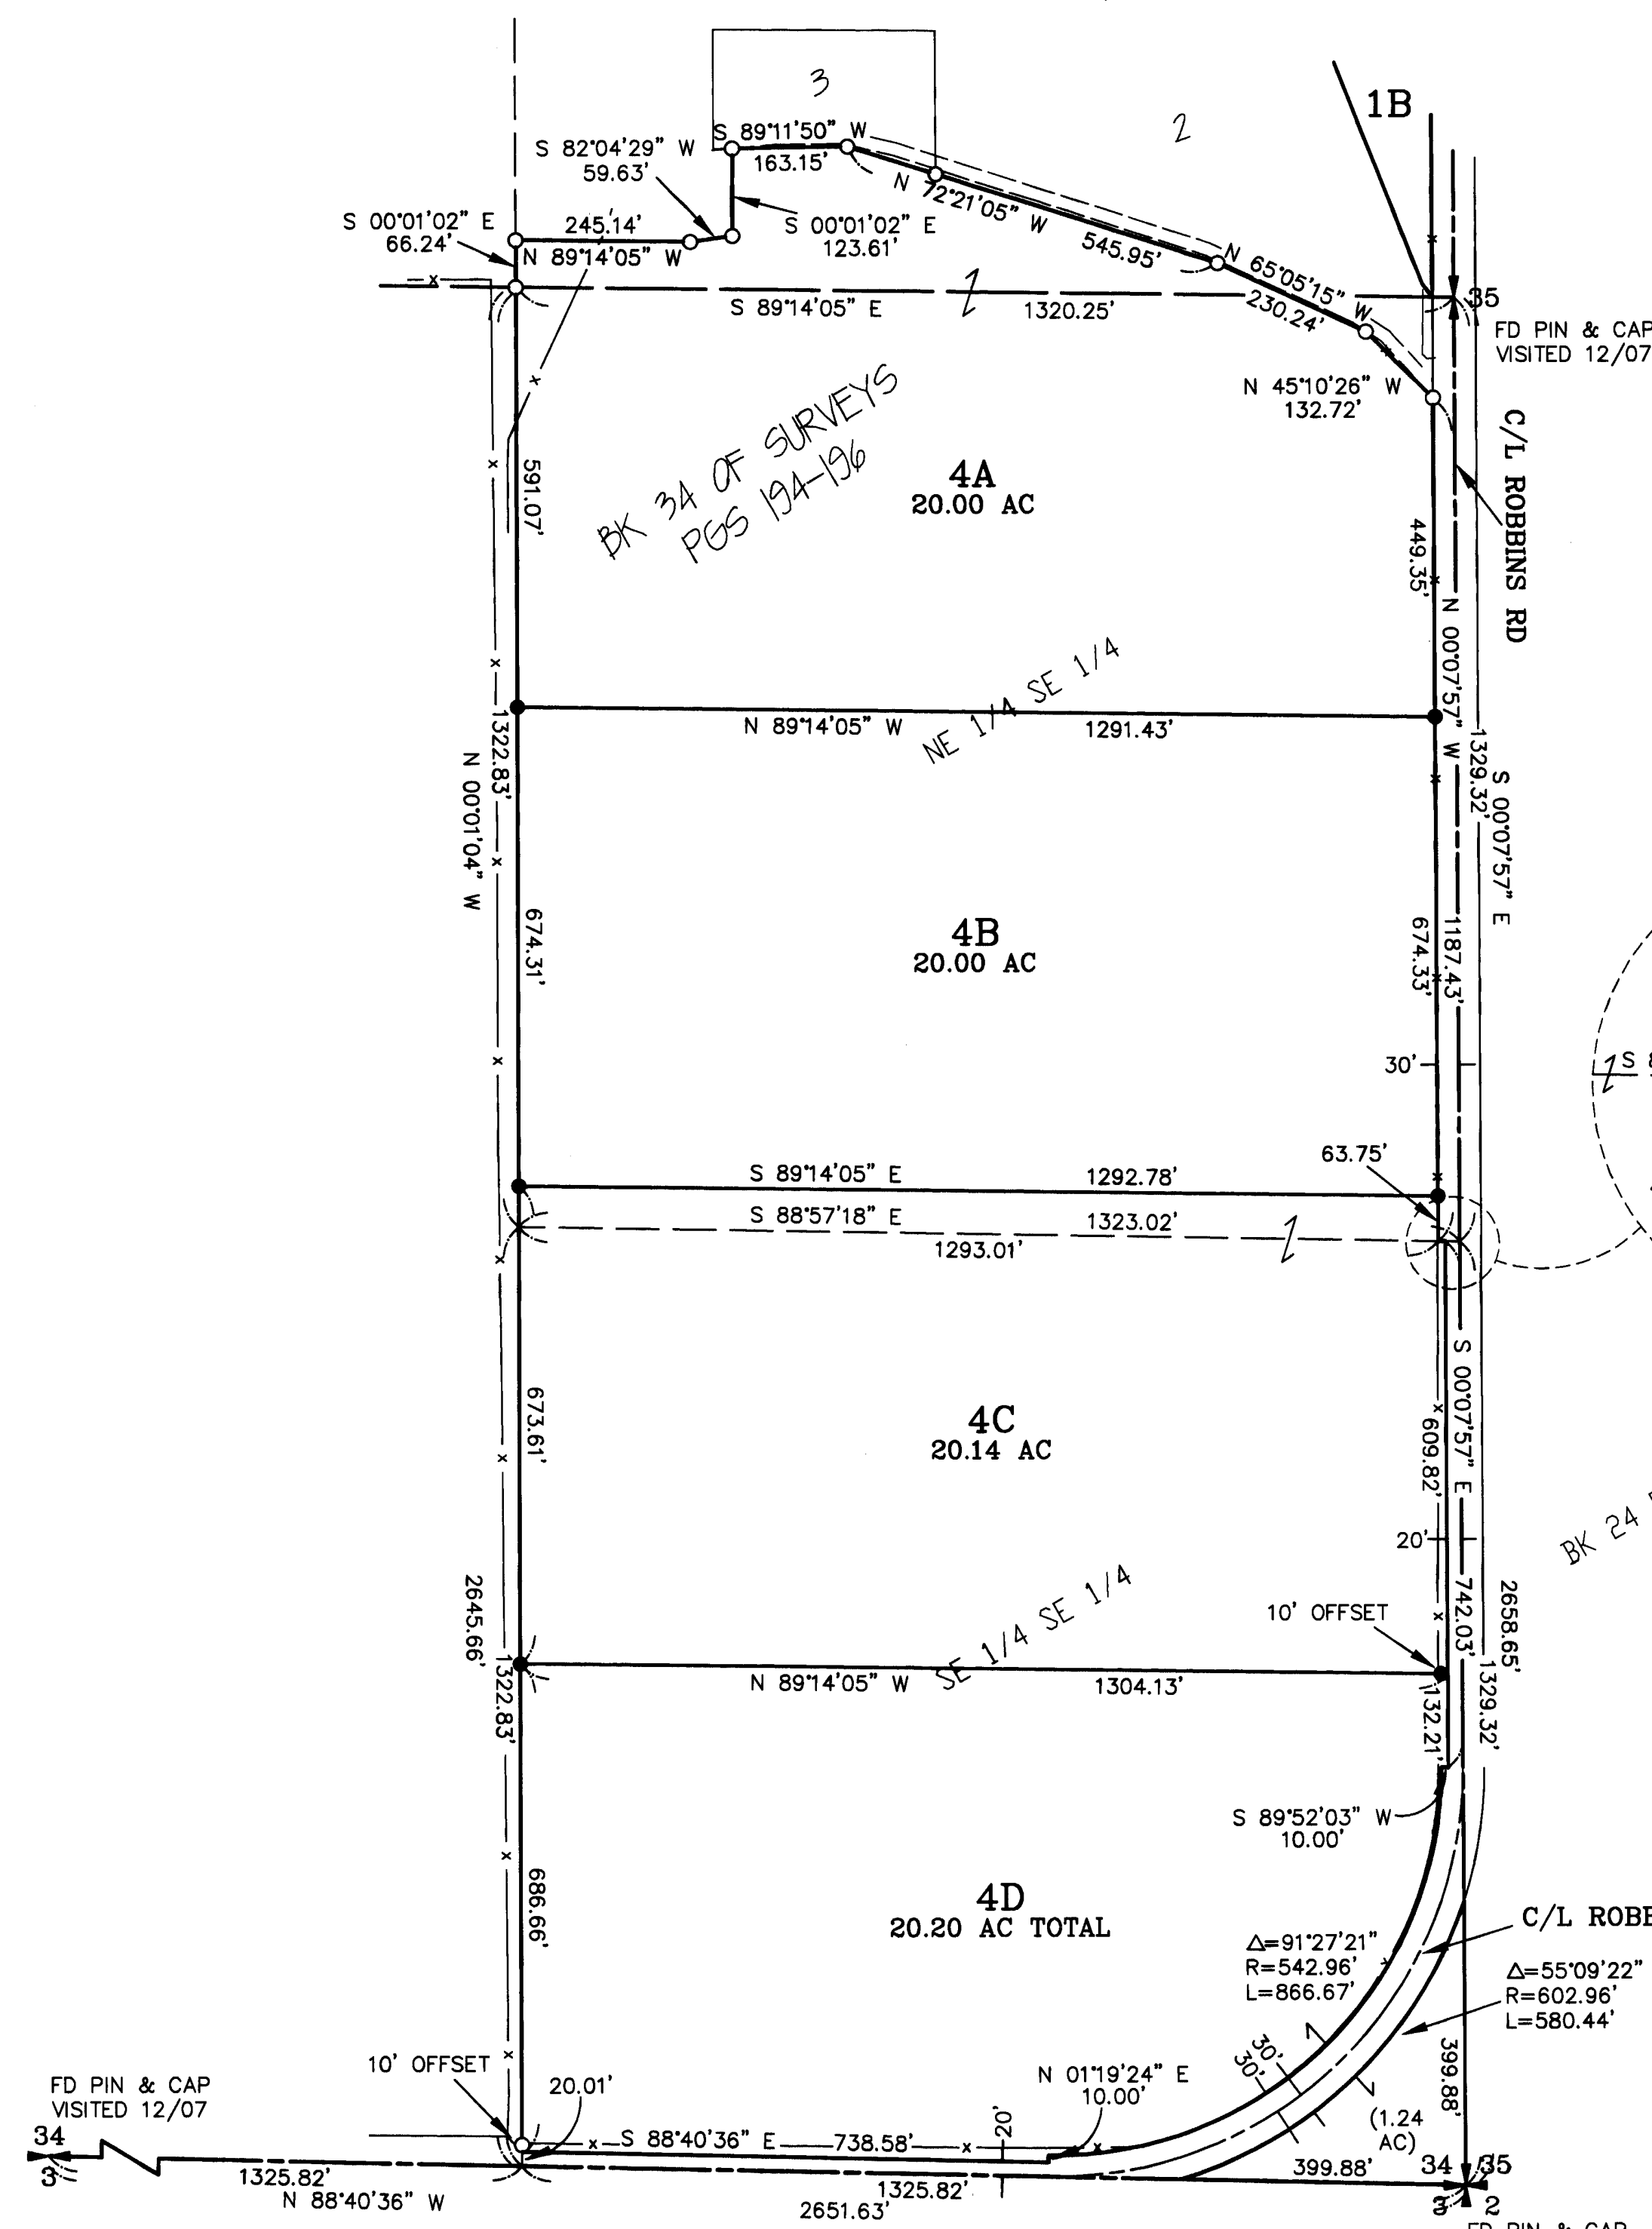 3
2
1B
S 89°11'50" W
163.15'
S 82°04'29" W
59.63'
N 72°21'05" W
545.95'
S 00°01'02" E
66.24'
245.14'
N 89°14'05" W
S 00°01'02" E
123.61'
N 65°05'15" W
230.24'
S 89°14'05" E 1320.25'
35
FD PIN & CAP
VISITED 12/07
N 45°10'26" W
132.72'
C/L ROBBINS RD
BK 34 OF SURVEYS
PGS 194-196
591.07'
4A
20.00 AC
449.35'
N 00°07'57" W
NE 1/4 SE 1/4
N 89°14'05" W 1291.43'
1322.83'
N 00°01'04" W
1329.32'
S 00°07'57" E
674.31'
4B
20.00 AC
674.33'
1187.43'
30'
S 8
63.75'
S 89°14'05" E 1292.78'
S 88°57'18" E 1323.02'
1293.01'
673.61'
4C
20.14 AC
609.82'
S 00°07'57" E
20'
BK 24
2645.66'
742.03'
2658.65'
10' OFFSET
SE 1/4 SE 1/4
N 89°14'05" W 1304.13'
1322.83'
132.21'
1329.32'
S 89°52'03" W
10.00'
686.66'
4D
20.20 AC TOTAL
C/L ROBB
Δ=91°27'21"
R=542.96'
L=866.67'
Δ=55°09'22"
R=602.96'
L=580.44'
399.88'
30'
30'
10' OFFSET
20.01'
N 01°19'24" E
10.00'
(1.24
AC)
FD PIN & CAP
VISITED 12/07
34
3
S 88°40'36" E 738.58'
20'
399.88'
34 35
3 2
1325.82'
N 88°40'36" W
1325.82'
2651.63'
FD PIN & CAP